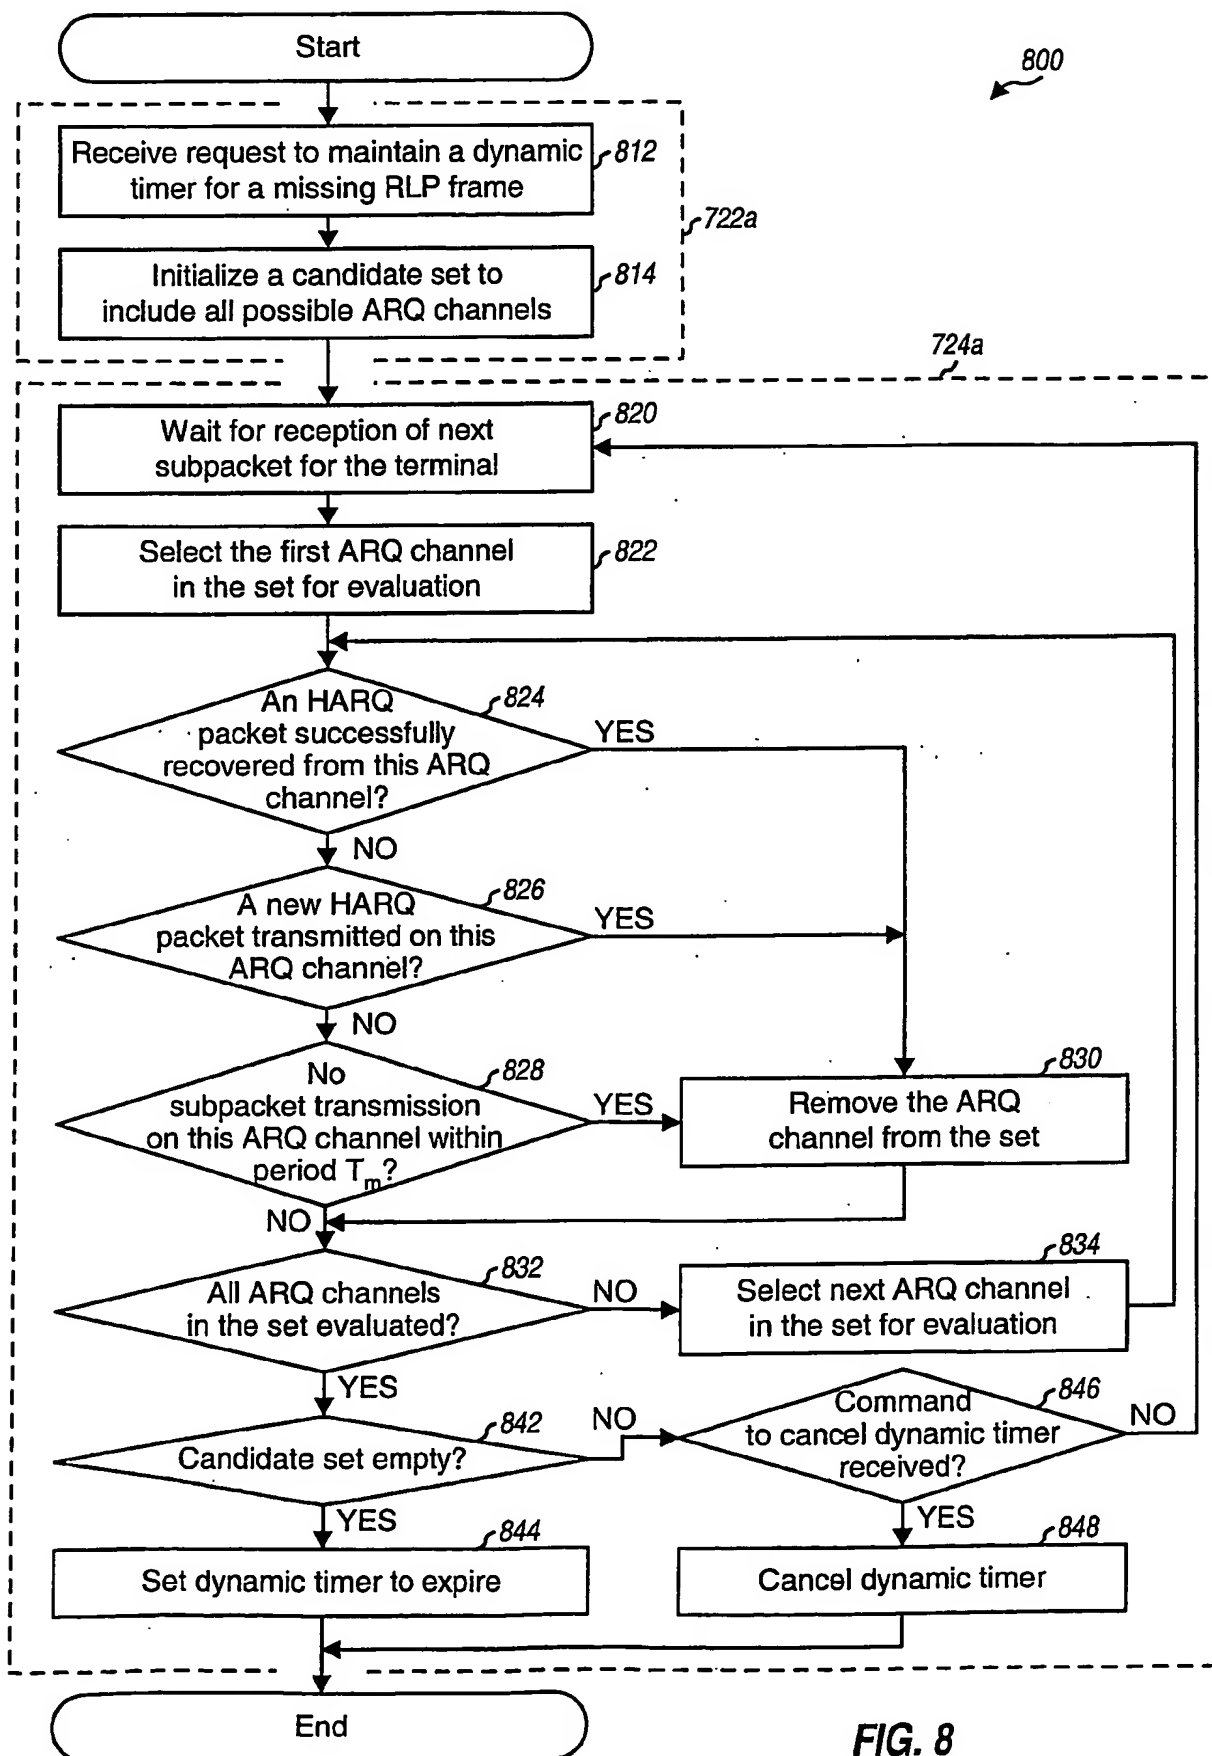 Start
800
Receive request to maintain a dynamic
timer for a missing RLP frame
812
722a
Initialize a candidate set to
include all possible ARQ channels
814
724a
Wait for reception of next
subpacket for the terminal
820
Select the first ARQ channel
in the set for evaluation
822
An HARQ
packet successfully
recovered from this ARQ
channel?
824
YES
NO
A new HARQ
packet transmitted on this
ARQ channel?
826
YES
NO
No
subpacket transmission
on this ARQ channel within
period Tm?
828
YES
Remove the ARQ
channel from the set
830
NO
All ARQ channels
in the set evaluated?
832
NO
Select next ARQ channel
in the set for evaluation
834
YES
Candidate set empty?
842
NO
Command
to cancel dynamic timer
received?
846
NO
YES
YES
Set dynamic timer to expire
844
Cancel dynamic timer
848
End
FIG. 8